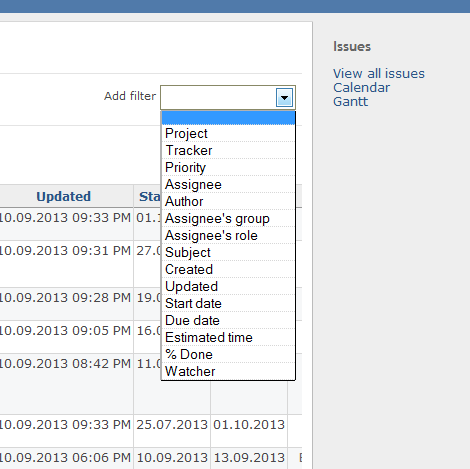 Issues
View all issues
Calendar
Gantt
Add filter
Project
Tracker
Priority
Assignee
Author
Assignee's group
Assignee's role
Subject
Created
Updated
Start date
Due date
Estimated time
% Done
Watcher
Updated Sta
10.09.2013 09:33 PM 01.
10.09.2013 09:31 PM 27.0
10.09.2013 09:28 PM 19.0
10.09.2013 09:05 PM 16.0
10.09.2013 08:42 PM 11.0
10.09.2013 09:33 PM 25.07.2013 01.10.2013
10.09.2013 06:06 PM 10.09.2013 13.09.2013